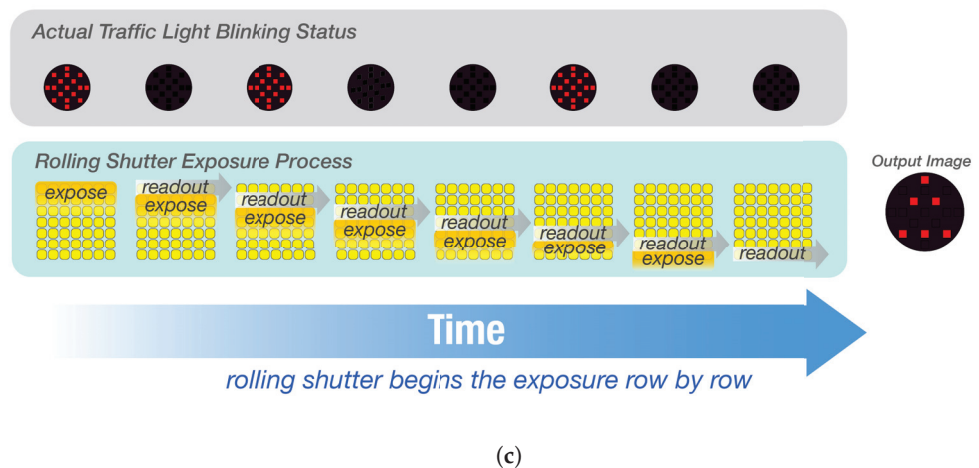 Actual Traffic Light Blinking Status
Rolling Shutter Exposure Process
Output Image
expose
readout
expose
readout
expose
readout
expose
readout
expose
readout
expose
readout
expose
readout
Time
rolling shutter begins the exposure row by row
(c)